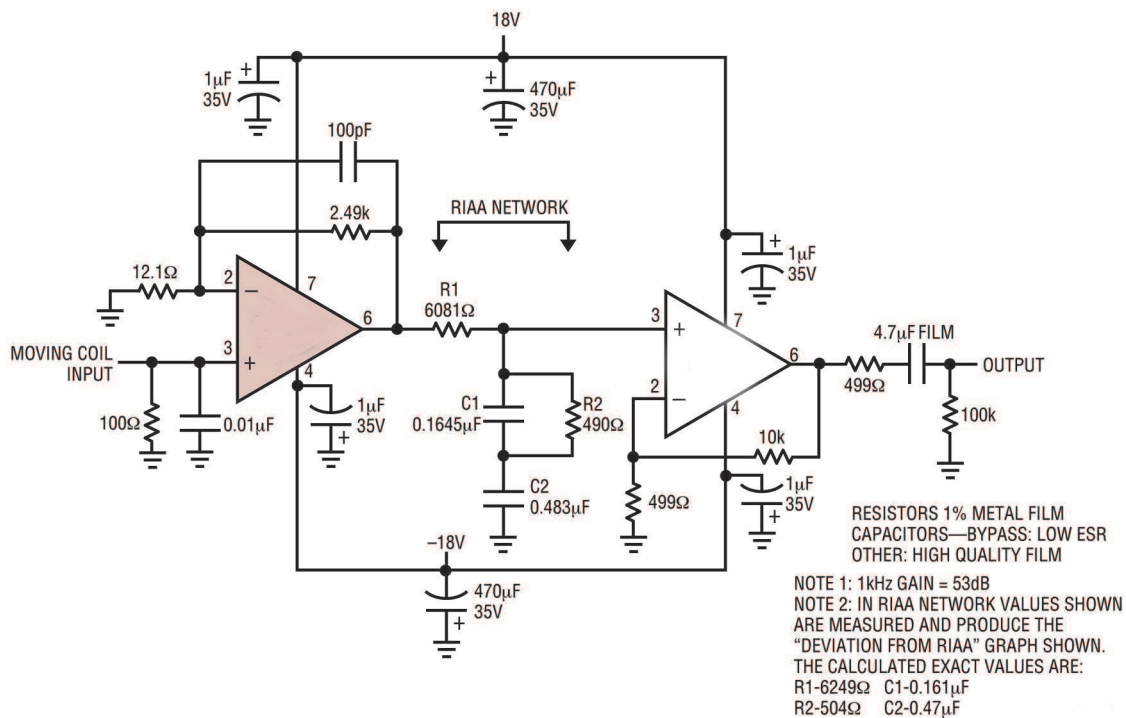 18V
1μF
35V
470μF
35V
100pF
2.49k
RIAA NETWORK
12.1Ω
2
7
6
3
4
MOVING COIL
INPUT
100Ω
0.01μF
1μF
35V
R1
6081Ω
C1
0.1645μF
R2
490Ω
C2
0.483μF
1μF
35V
3
7
6
2
4
4.7μF FILM
499Ω
OUTPUT
100k
10k
499Ω
1μF
35V
–18V
470μF
35V
RESISTORS 1% METAL FILM
CAPACITORS—BYPASS: LOW ESR
OTHER: HIGH QUALITY FILM
NOTE 1: 1kHz GAIN = 53dB
NOTE 2: IN RIAA NETWORK VALUES SHOWN
ARE MEASURED AND PRODUCE THE
“DEVIATION FROM RIAA” GRAPH SHOWN.
THE CALCULATED EXACT VALUES ARE:
R1-6249Ω C1-0.161μF
R2-504Ω C2-0.47μF